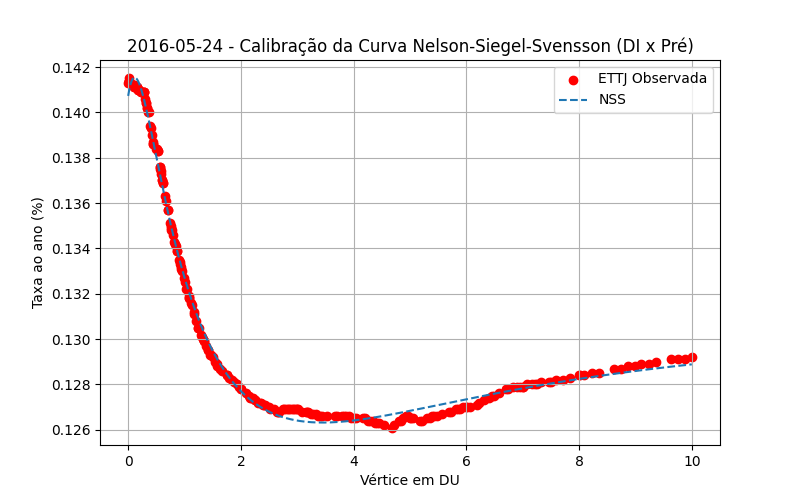 2016-05-24 - Calibração da Curva Nelson-Siegel-Svensson (DI x Pré)
ETTJ Observada
NSS
Taxa ao ano (%)
0.142
0.140
0.138
0.136
0.134
0.132
0.130
0.128
0.126
0 2 4 6 8 10
Vértice em DU